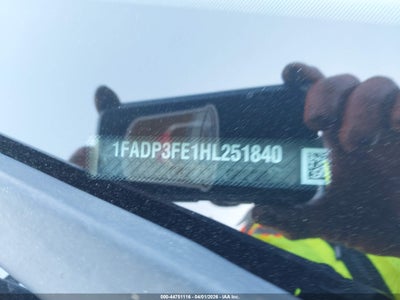 1FADP3FE1HL251840
000-44751116 - 04/01/2026 - IAA Inc.